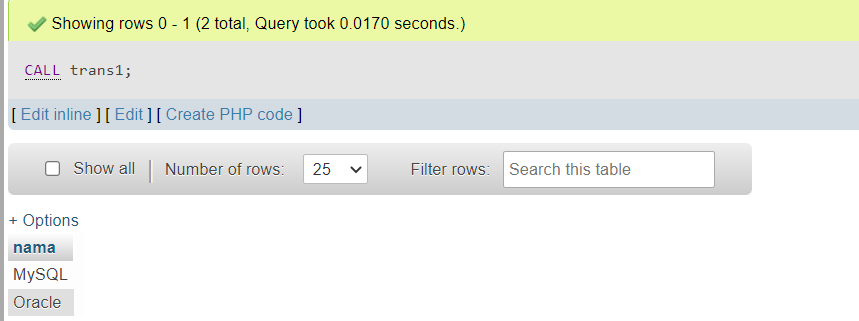 Showing rows 0 - 1 (2 total, Query took 0.0170 seconds.)
CALL trans1;
[ Edit inline ] [ Edit ] [ Create PHP code ]
Show all | Number of rows: 25 Filter rows: Search this table
+ Options
nama
MySQL
Oracle